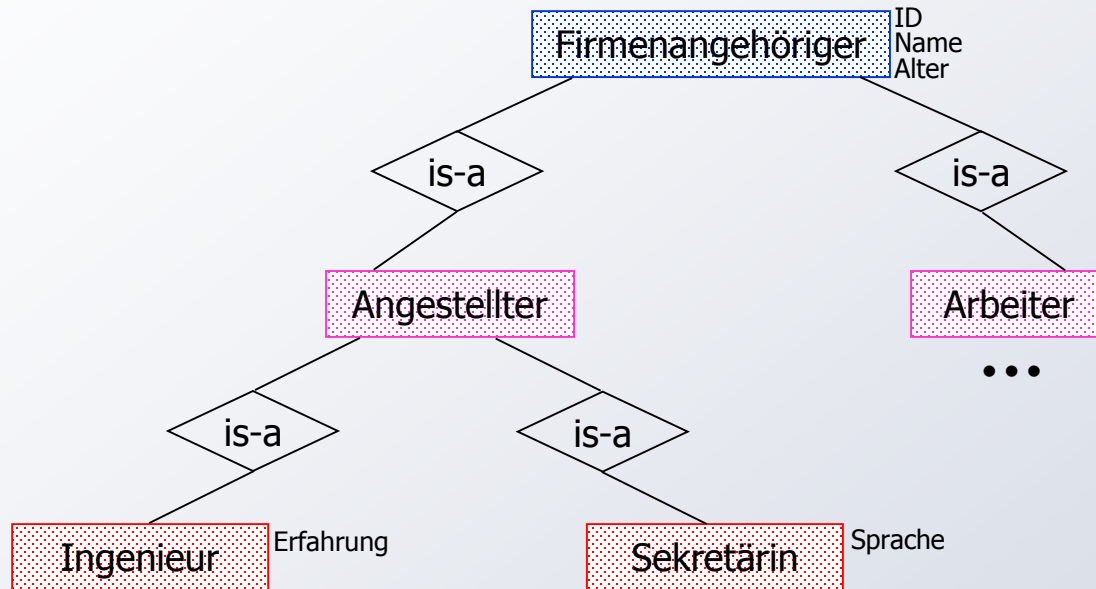 Firmenangehöriger
ID
Name
Alter
is-a
is-a
Angestellter
Arbeiter
...
is-a
is-a
Ingenieur
Erfahrung
Sekretärin
Sprache